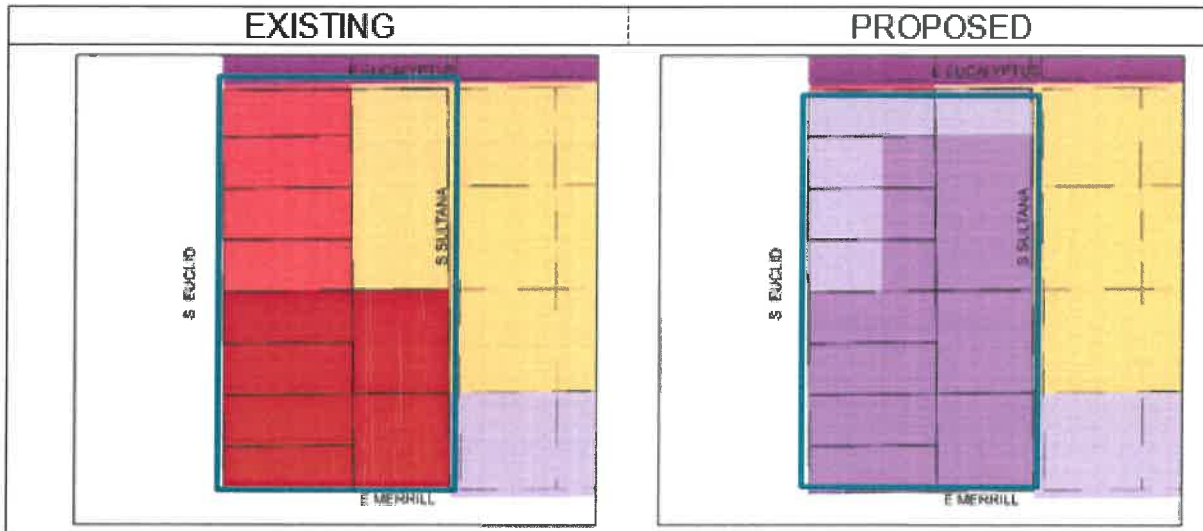 EXISTING
PROPOSED
E EUCALYPTUS
S EUCLID
S SULTANA
E MERRILL
E EUCALYPTUS
S EUCLID
S SULTANA
E MERRILL